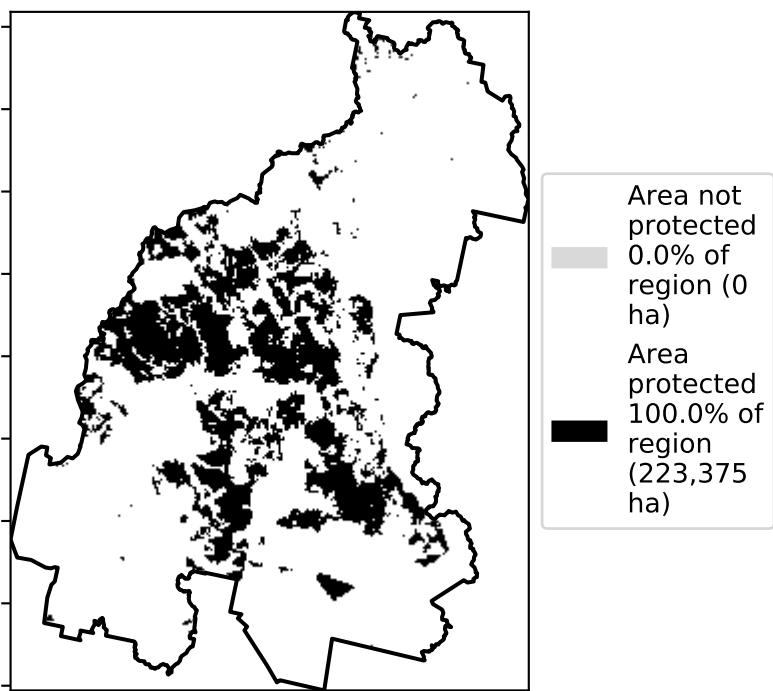 Area not
protected
0.0% of
region (0
ha)
Area
protected
100.0% of
region
(223,375
ha)